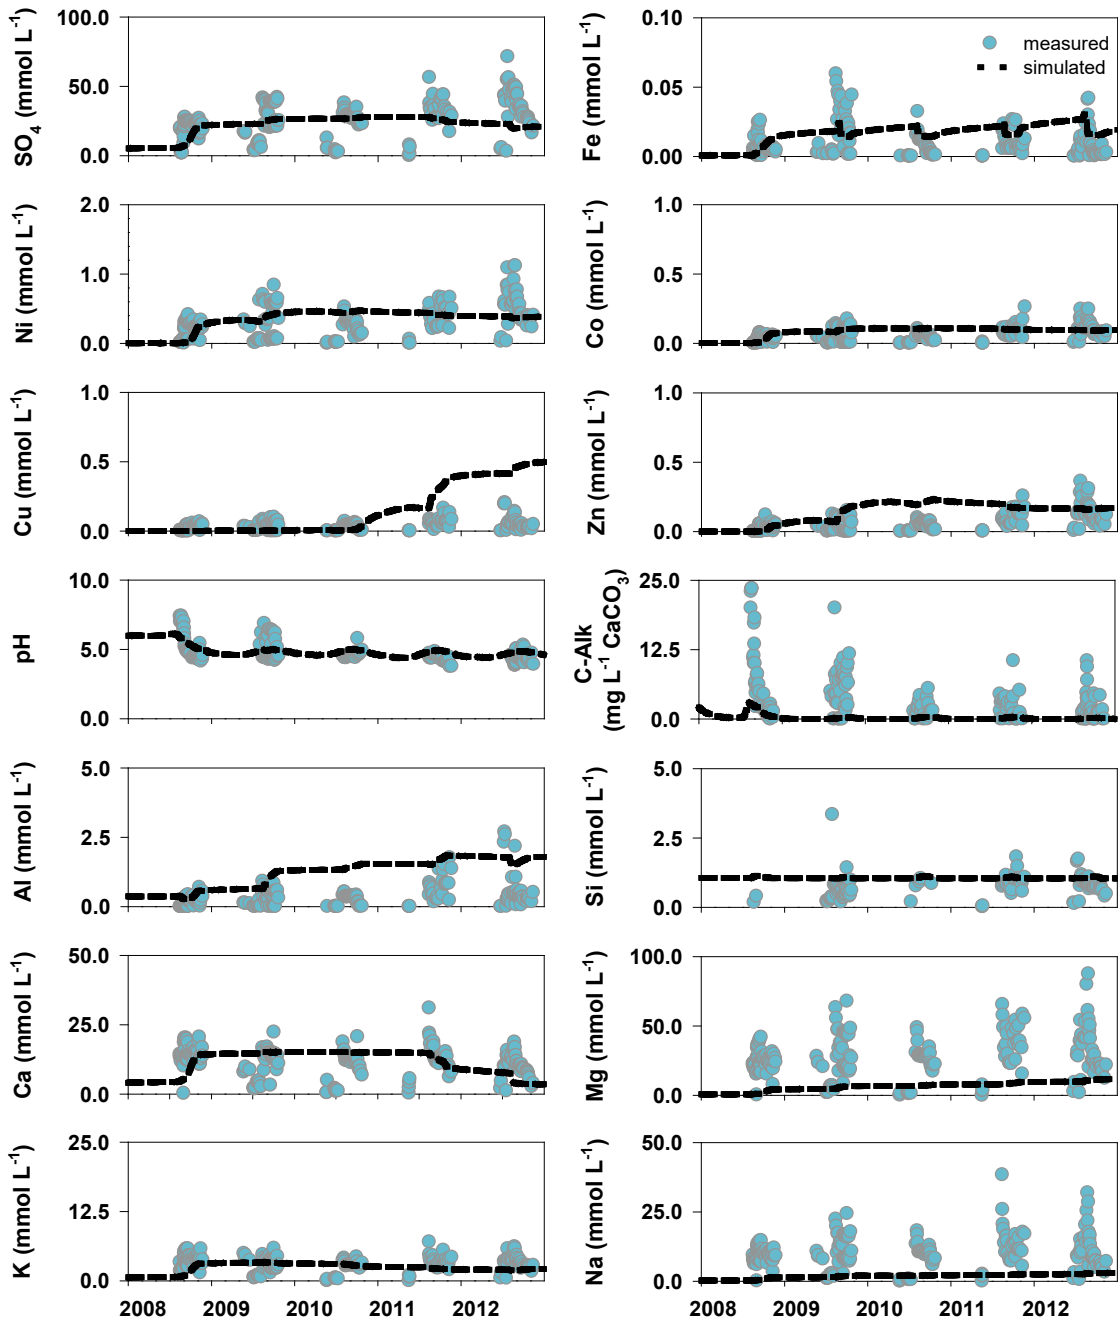 SO₄ (mmol L⁻¹)
100.0
50.0
0.0
Fe (mmol L⁻¹)
0.10
0.05
0.00
measured
simulated
Ni (mmol L⁻¹)
2.0
1.0
0.0
Co (mmol L⁻¹)
1.0
0.5
0.0
Cu (mmol L⁻¹)
1.0
0.5
0.0
Zn (mmol L⁻¹)
1.0
0.5
0.0
pH
10.0
5.0
0.0
C-Alk
(mg L⁻¹ CaCO₃)
25.0
12.5
0.0
Al (mmol L⁻¹)
5.0
2.5
0.0
Si (mmol L⁻¹)
5.0
2.5
0.0
Ca (mmol L⁻¹)
50.0
25.0
0.0
Mg (mmol L⁻¹)
100.0
50.0
0.0
K (mmol L⁻¹)
25.0
12.5
0.0
Na (mmol L⁻¹)
50.0
25.0
0.0
2008 2009 2010 2011 2012
2008 2009 2010 2011 2012